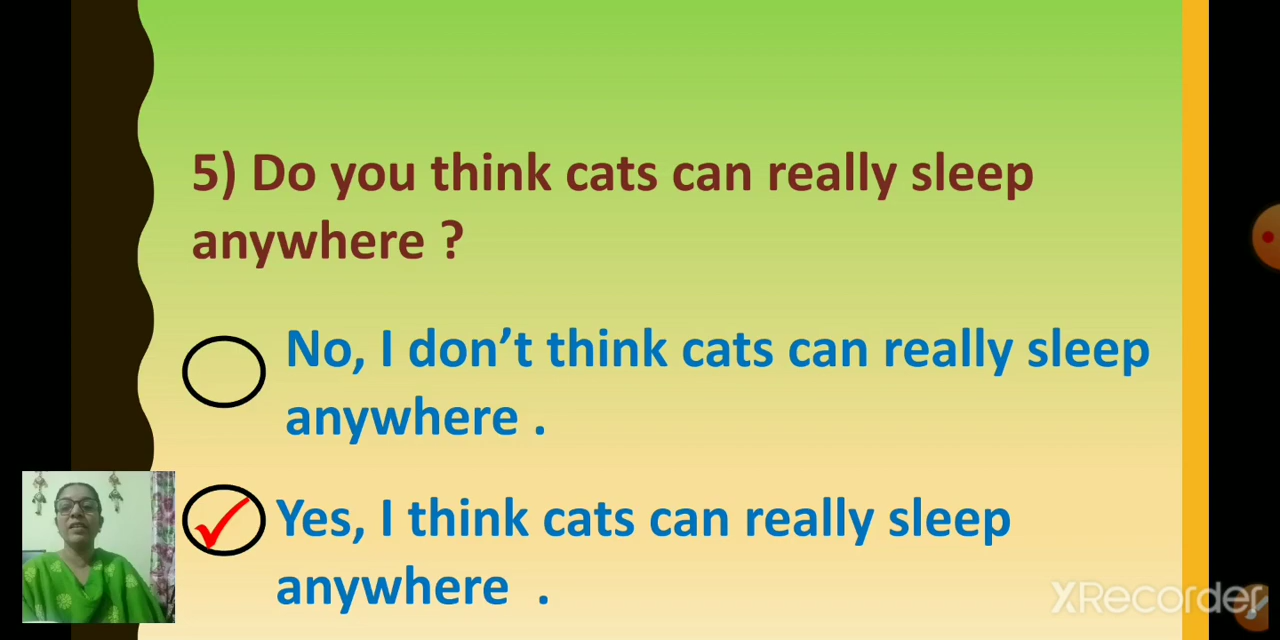 5) Do you think cats can really sleep
anywhere ?
No, I don’t think cats can really sleep
anywhere .
Yes, I think cats can really sleep
anywhere .
XRecorder